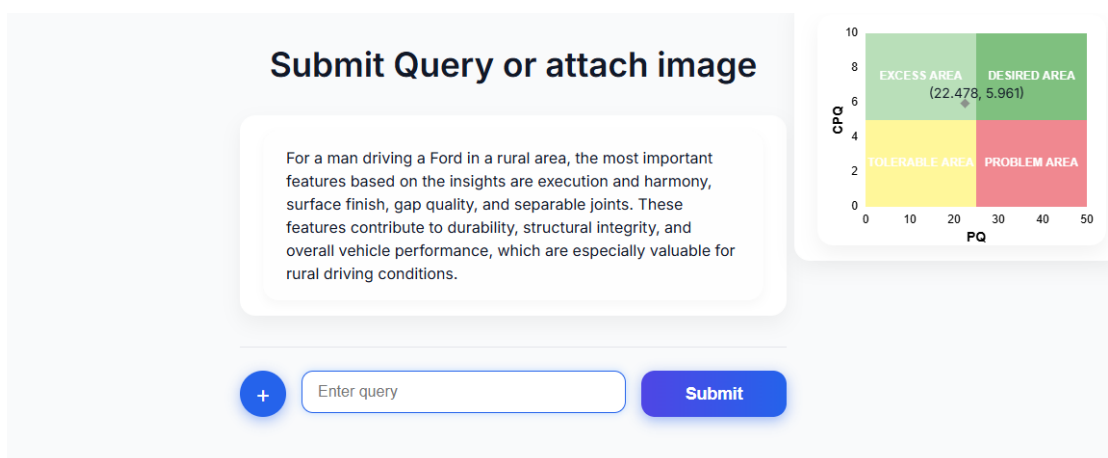 Submit Query or attach image
For a man driving a Ford in a rural area, the most important
features based on the insights are execution and harmony,
surface finish, gap quality, and separable joints. These
features contribute to durability, structural integrity, and
overall vehicle performance, which are especially valuable for
rural driving conditions.
+
Enter query
Submit
10
8
6
4
2
0
CPQ
EXCESS AREA
DESIRED AREA
(22.478, 5.961)
TOLERABLE AREA
PROBLEM AREA
0 10 20 30 40 50
PQ